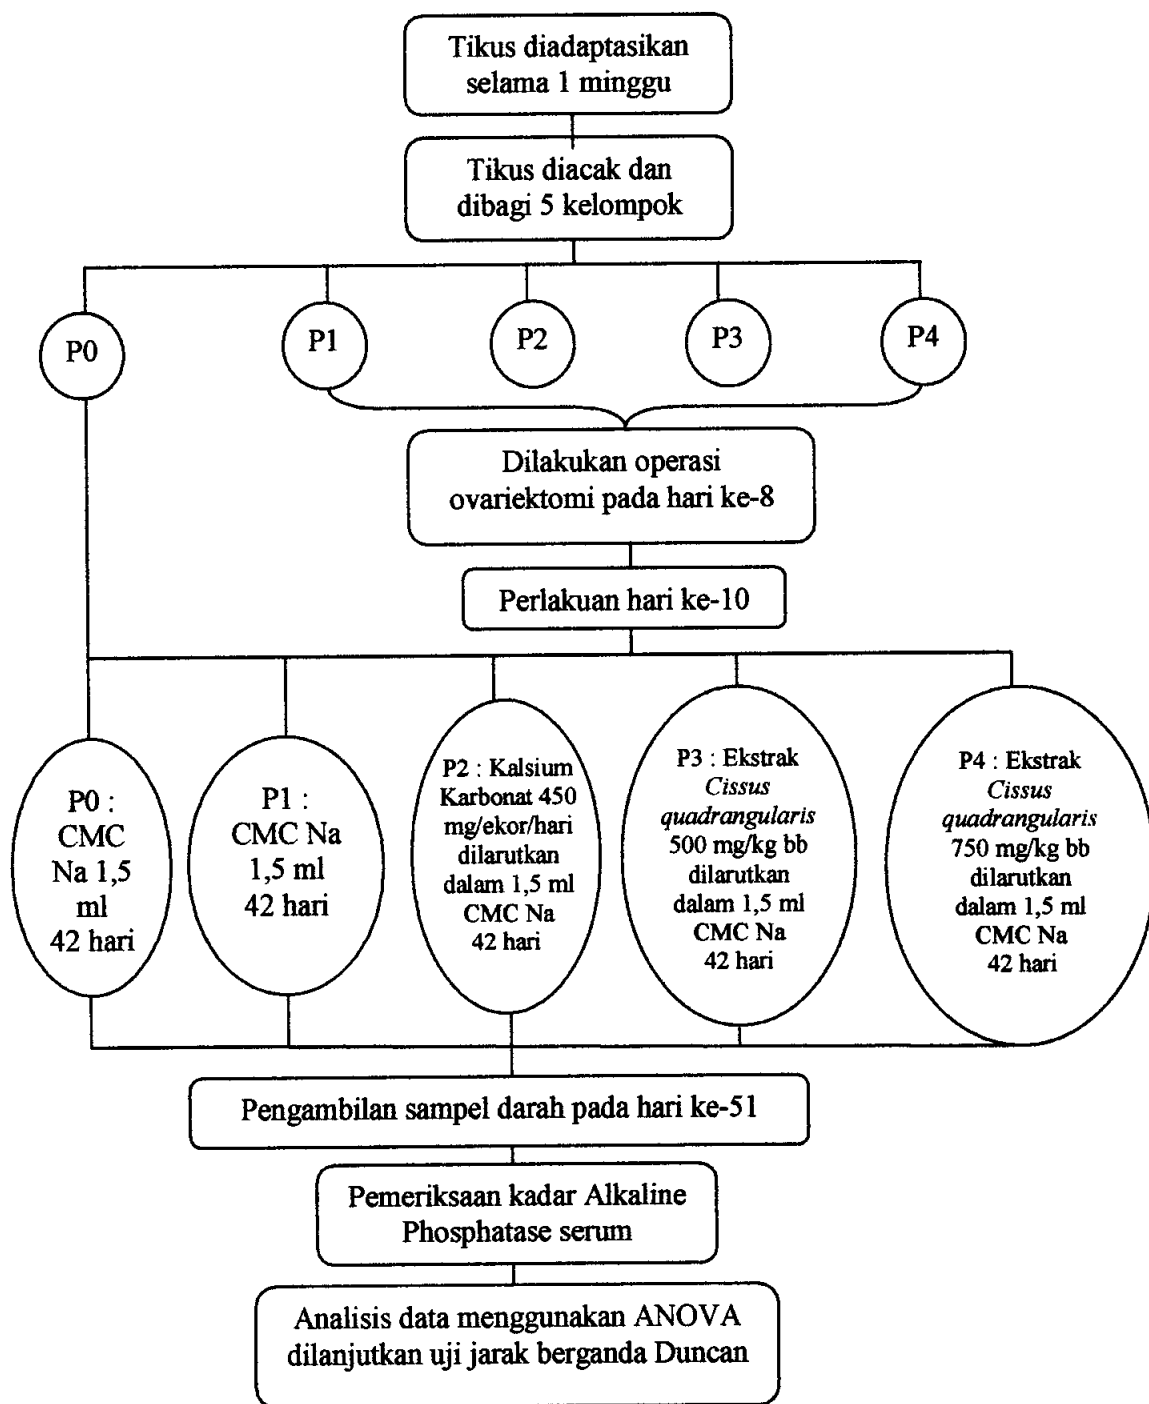 Tikus diadaptasikan
selama 1 minggu
Tikus diacak dan
dibagi 5 kelompok
P0
P1
P2
P3
P4
Dilakukan operasi
ovariektomi pada hari ke-8
Perlakuan hari ke-10
P0 :
CMC
Na 1,5
ml
42 hari
P1 :
CMC Na
1,5 ml
42 hari
P2 : Kalsium
Karbonat 450
mg/ekor/hari
dilarutkan
dalam 1,5 ml
CMC Na
42 hari
P3 : Ekstrak
Cissus
quadrangularis
500 mg/kg bb
dilarutkan
dalam 1,5 ml
CMC Na
42 hari
P4 : Ekstrak
Cissus
quadrangularis
750 mg/kg bb
dilarutkan
dalam 1,5 ml
CMC Na
42 hari
Pengambilan sampel darah pada hari ke-51
Pemeriksaan kadar Alkaline
Phosphatase serum
Analisis data menggunakan ANOVA
dilanjutkan uji jarak berganda Duncan